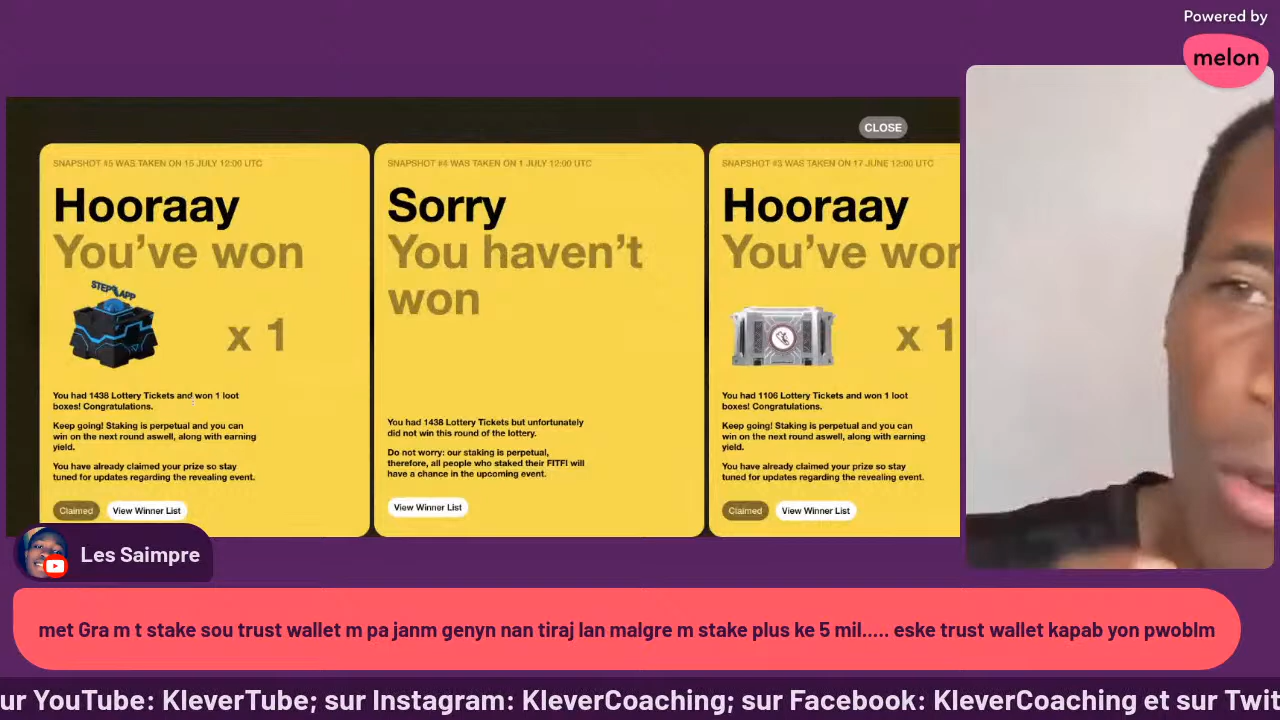 Powered by
melon
CLOSE
SNAPSHOT #5 WAS TAKEN ON 15 JULY 12:00 UTC
Hooraay
You've won
STEP APP
x 1
You had 1438 Lottery Tickets and won 1 loot
boxes! Congratulations.
Keep going! Staking is perpetual and you can
win on the next round aswell, along with earning
yield.
You have already claimed your prize so stay
tuned for updates regarding the revealing event.
Claimed
View Winner List
SNAPSHOT #4 WAS TAKEN ON 1 JULY 12:00 UTC
Sorry
You haven't
won
You had 1438 Lottery Tickets but unfortunately
did not win this round of the lottery.
Do not worry: our staking is perpetual,
therefore, all people who staked their FITFI will
have a chance in the upcoming event.
View Winner List
SNAPSHOT #3 WAS TAKEN ON 17 JUNE 12:00 UTC
Hooraay
You've won
x 1
You had 1106 Lottery Tickets and won 1 loot
boxes! Congratulations.
Keep going! Staking is perpetual and you can
win on the next round aswell, along with earning
yield.
You have already claimed your prize so stay
tuned for updates regarding the revealing event.
Claimed
View Winner List
Les Saimpre
met Gra m t stake sou trust wallet m pa janm genyn nan tiraj lan malgre m stake plus ke 5 mil..... eske trust wallet kapab yon pwoblm
ur YouTube: KleverTube; sur Instagram: KleverCoaching; sur Facebook: KleverCoaching et sur Twit